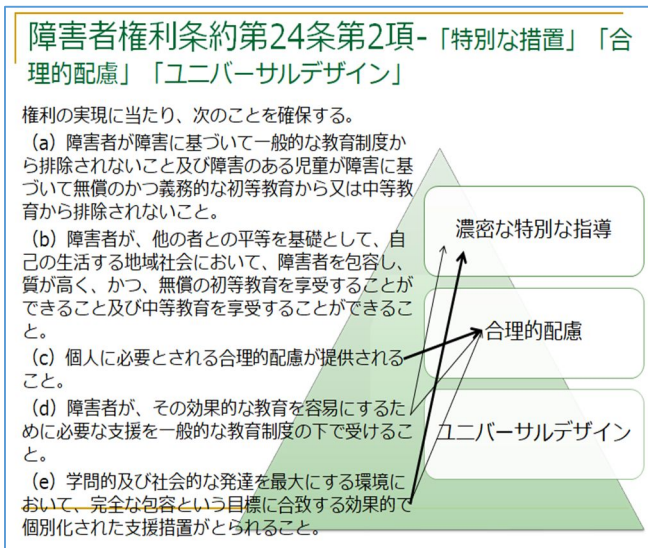 障害者権利条約第24条第2項-「特別な措置」「合
理的配慮」「ユニバーサルデザイン」
権利の実現に当たり、次のことを確保する。
（a）障害者が障害に基づいて一般的な教育制度か
ら排除されないこと及び障害のある児童が障害に基
づいて無償のかつ義務的な初等教育から又は中等教
育から排除されないこと。
（b）障害者が、他の者との平等を基礎として、自
己の生活する地域社会において、障害者を包容し、
質が高く、かつ、無償の初等教育を享受することが
できること及び中等教育を享受することができるこ
と。
（c）個人に必要とされる合理的配慮が提供される
こと。
（d）障害者が、その効果的な教育を容易にするた
めに必要な支援を一般的な教育制度の下で受けるこ
と。
（e）学問的及び社会的な発達を最大にする環境に
おいて、完全な包容という目標に合致する効果的で
個別化された支援措置がとられること。
濃密な特別な指導
合理的配慮
ユニバーサルデザイン